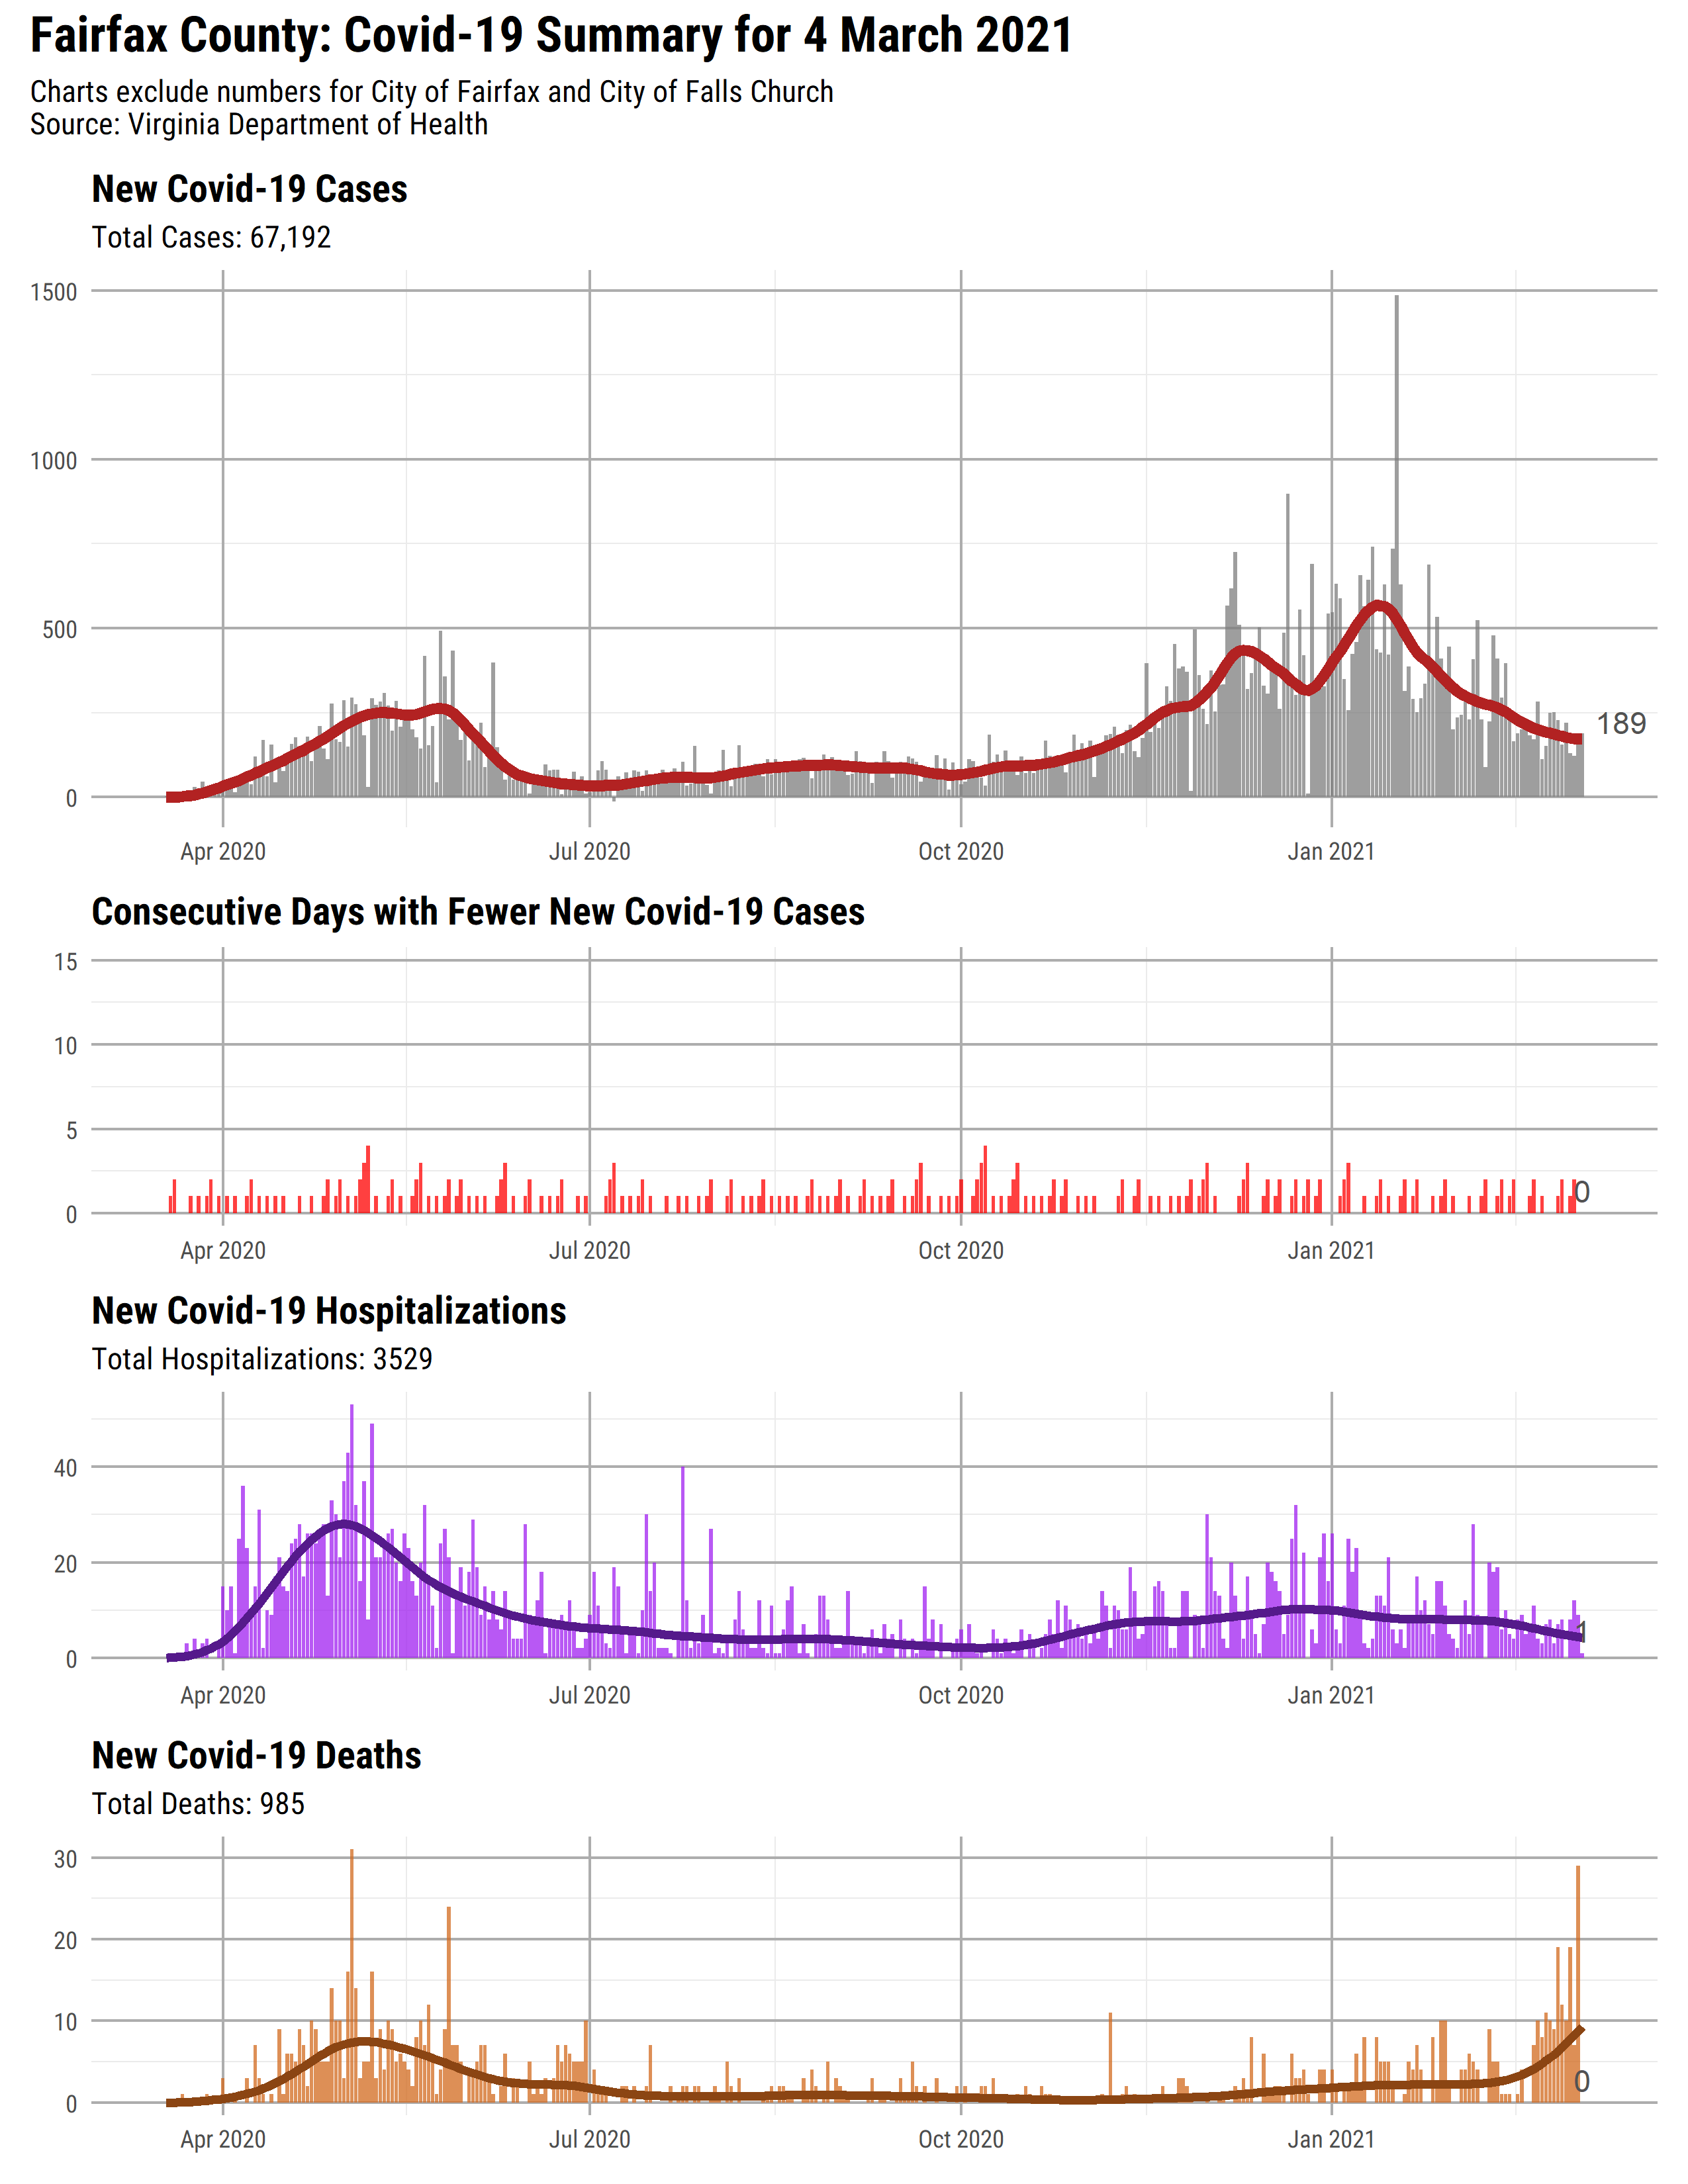 Fairfax County: Covid-19 Summary for 4 March 2021
Charts exclude numbers for City of Fairfax and City of Falls Church
Source: Virginia Department of Health
New Covid-19 Cases
Total Cases: 67,192
1500
1000
500
0
189
Apr 2020 Jul 2020 Oct 2020 Jan 2021
Consecutive Days with Fewer New Covid-19 Cases
15
10
5
0
0
Apr 2020 Jul 2020 Oct 2020 Jan 2021
New Covid-19 Hospitalizations
Total Hospitalizations: 3529
40
20
0
1
Apr 2020 Jul 2020 Oct 2020 Jan 2021
New Covid-19 Deaths
Total Deaths: 985
30
20
10
0
0
Apr 2020 Jul 2020 Oct 2020 Jan 2021